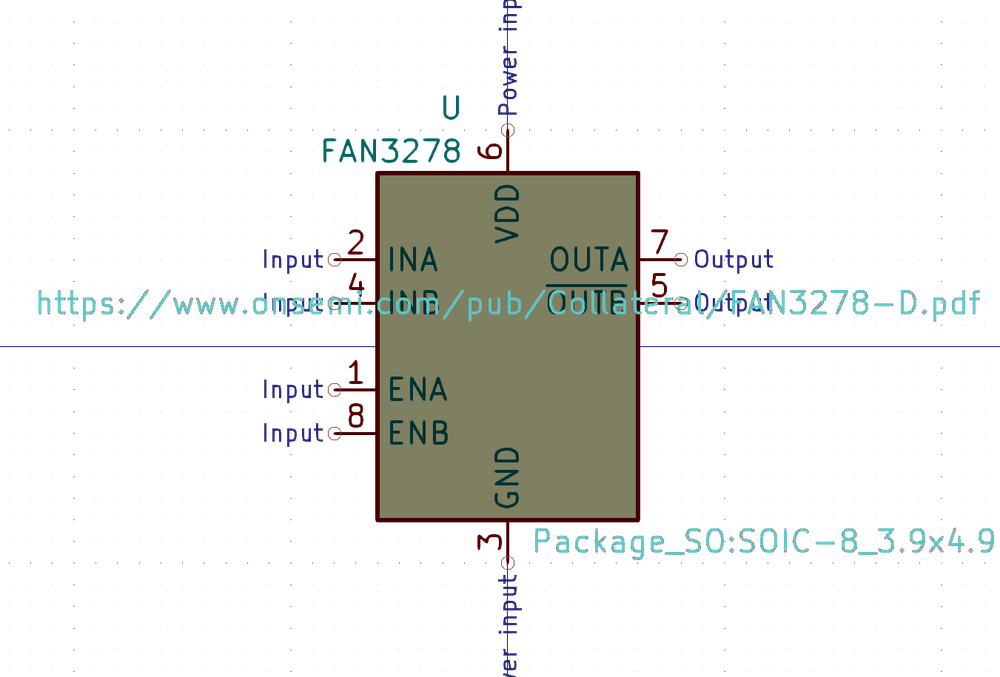 Power inp
U
FAN3278
6
VDD
Input 2 INA
OUTA 7 Output
Input 4 INB
OUTB 5 Output
https://www.onsemi.com/pub/Collateral/FAN3278-D.pdf
Input 1 ENA
Input 8 ENB
GND
3
Package_SO:SOIC-8_3.9x4.9
wer input